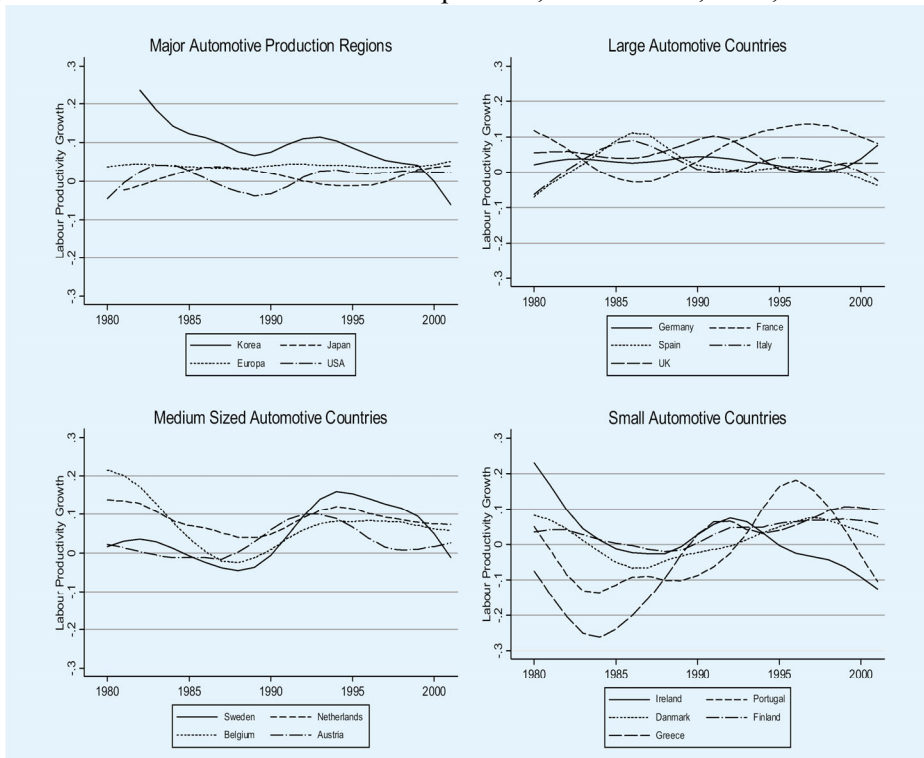 Major Automotive Production Regions
Labour Productivity Growth
.3
.2
.1
0
-.1
-.2
-.3
1980 1985 1990 1995 2000
Korea Japan
Europa USA
Large Automotive Countries
Labour Productivity Growth
.3
.2
.1
0
-.1
-.2
-.3
1980 1985 1990 1995 2000
Germany France
Spain Italy
UK
Medium Sized Automotive Countries
Labour Productivity Growth
.3
.2
.1
0
-.1
-.2
-.3
1980 1985 1990 1995 2000
Sweden Netherlands
Belgium Austria
Small Automotive Countries
Labour Productivity Growth
.3
.2
.1
0
-.1
-.2
-.3
1980 1985 1990 1995 2000
Ireland Portugal
Danmark Finland
Greece